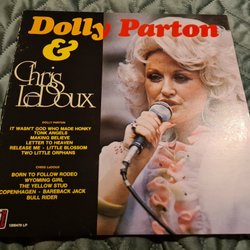 Dolly Parton
&
Chris
LeDoux
DOLLY PARTON
IT WASN'T GOD WHO MADE HONKY
TONK ANGELS
MAKING BELIEVE
LETTER TO HEAVEN
RELEASE ME - LITTLE BLOSSOM
TWO LITTLE ORPHANS
CHRIS LeDOUX
BORN TO FOLLOW RODEO
WYOMING GIRL
THE YELLOW STUD
COPENHAGEN - BAREBACK JACK
BULL RIDER